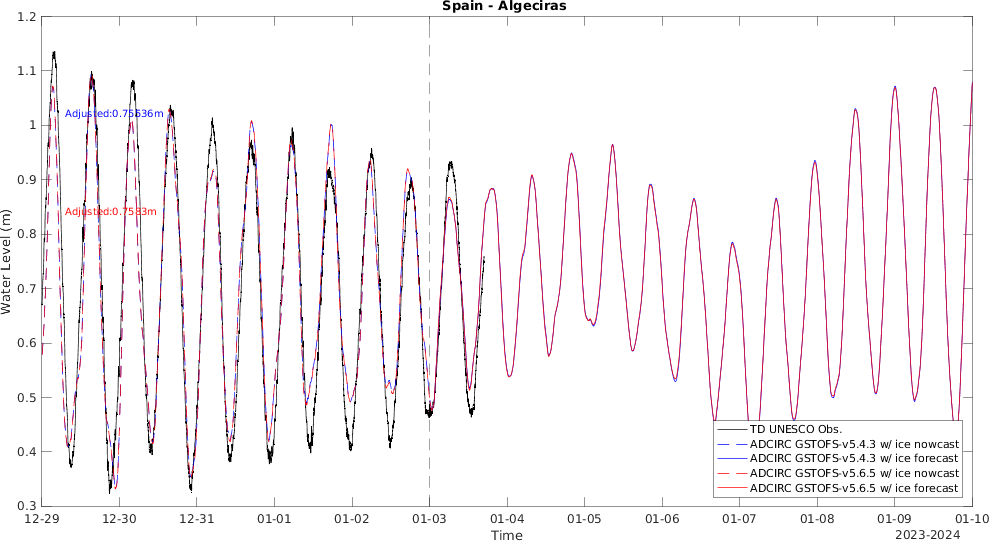 Spain - Algeciras
1.2
1.1
1
0.9
0.8
0.7
0.6
0.5
0.4
0.3
Water Level (m)
Adjusted:0.75636m
Adjusted:0.7583m
TD UNESCO Obs.
ADCIRC GSTOFS-v5.4.3 w/ ice nowcast
ADCIRC GSTOFS-v5.4.3 w/ ice forecast
ADCIRC GSTOFS-v5.6.5 w/ ice nowcast
ADCIRC GSTOFS-v5.6.5 w/ ice forecast
12-29 12-30 12-31 01-01 01-02 01-03 01-04 01-05 01-06 01-07 01-08 01-09 01-10
Time
2023-2024